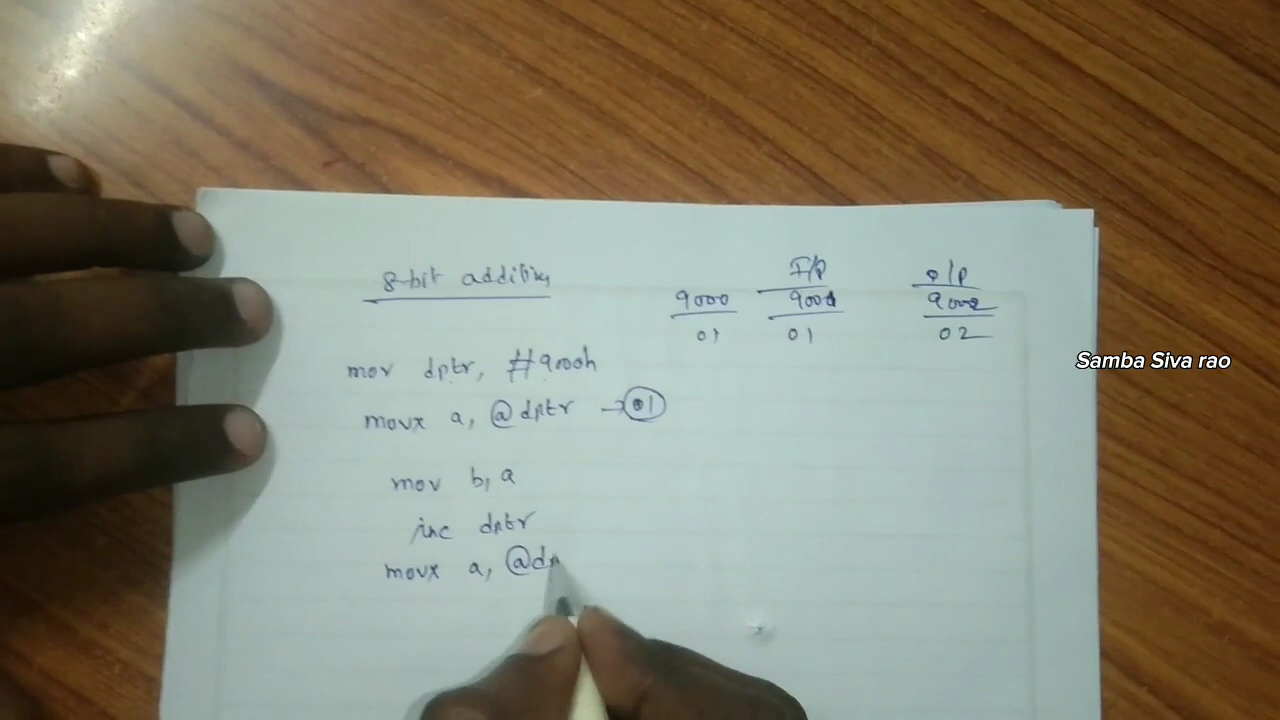 8-bit addition
I/P
o/p
9000 9001 9002
01 01 02
mov dptr, #9000h
movx a, @dptr → 01
mov b, a
inc dptr
movx a, @dp
Samba Siva rao